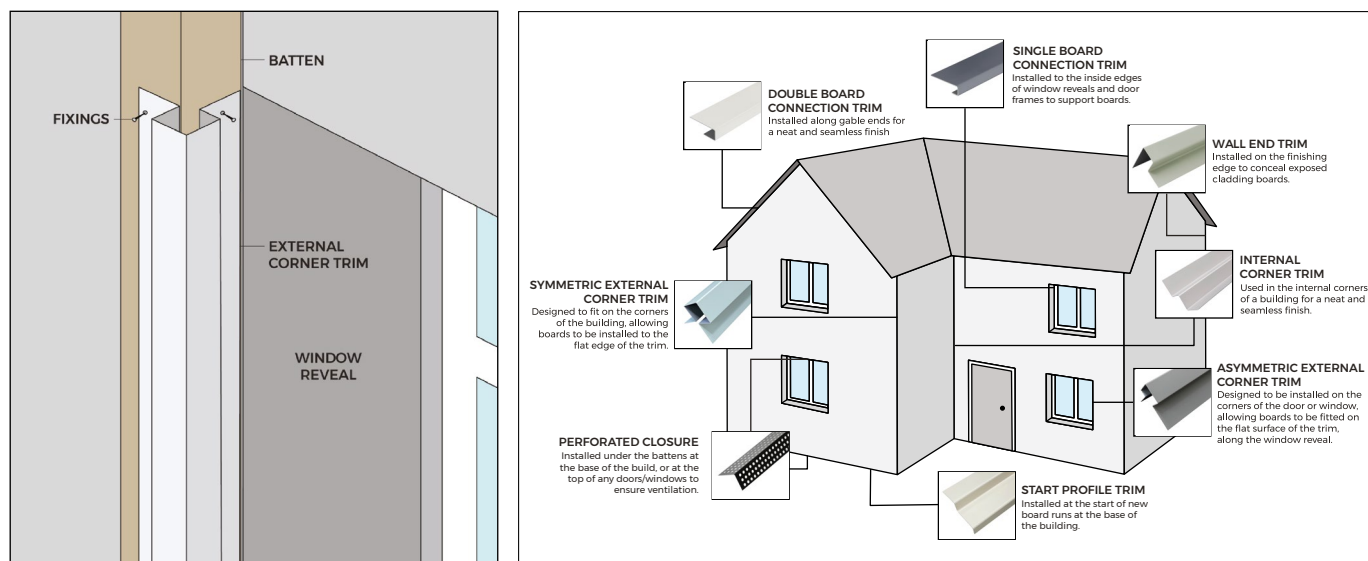 BATTEN
FIXINGS
EXTERNAL
CORNER TRIM
WINDOW
REVEAL
SINGLE BOARD
CONNECTION TRIM
Installed to the inside edges
of window reveals and door
frames to support boards.
DOUBLE BOARD
CONNECTION TRIM
Installed along gable ends for
a neat and seamless finish
WALL END TRIM
Installed on the finishing
edge to conceal exposed
cladding boards.
INTERNAL
CORNER TRIM
Used in the internal corners
of a building for a neat and
seamless finish.
SYMMETRIC EXTERNAL
CORNER TRIM
Designed to fit on the corners
of the building, allowing
boards to be installed to the
flat edge of the trim.
ASYMMETRIC EXTERNAL
CORNER TRIM
Designed to be installed on the
corners of the door or window,
allowing boards to be fitted on
the flat surface of the trim,
along the window reveal.
PERFORATED CLOSURE
Installed under the battens at
the base of the build, or at the
top of any doors/windows to
ensure ventilation.
START PROFILE TRIM
Installed at the start of new
board runs at the base of
the building.